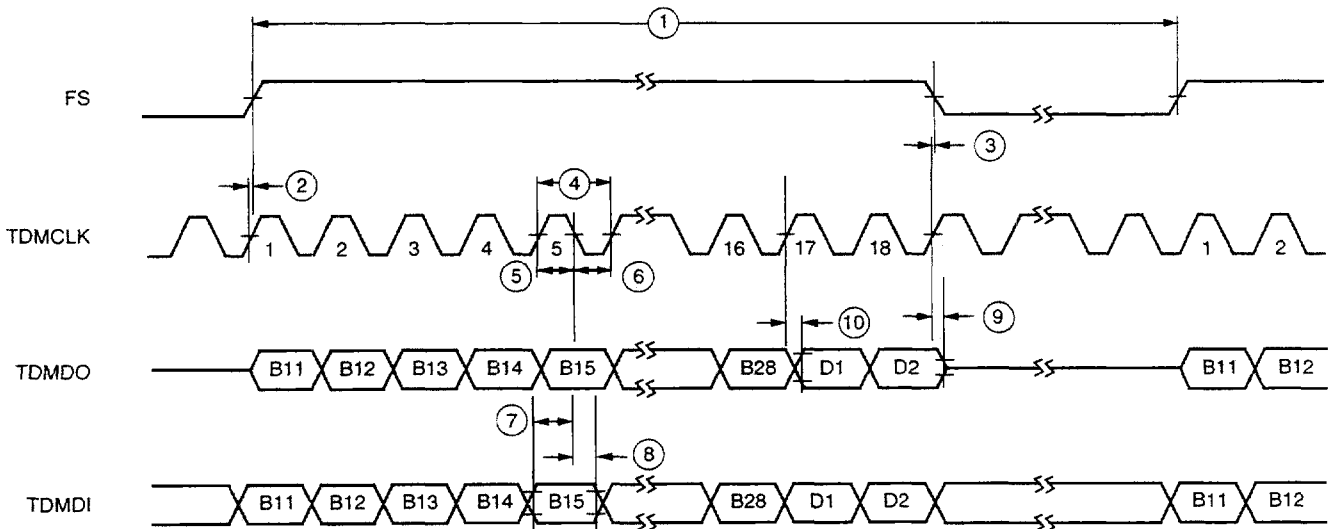 1
FS
3
2
4
TDMCLK
1 2 3 4 5 16 17 18 1 2
5 6
10 9
TDMDO B11 B12 B13 B14 B15 B28 D1 D2 B11 B12
7
8
TDMDI B11 B12 B13 B14 B15 B28 D1 D2 B11 B12